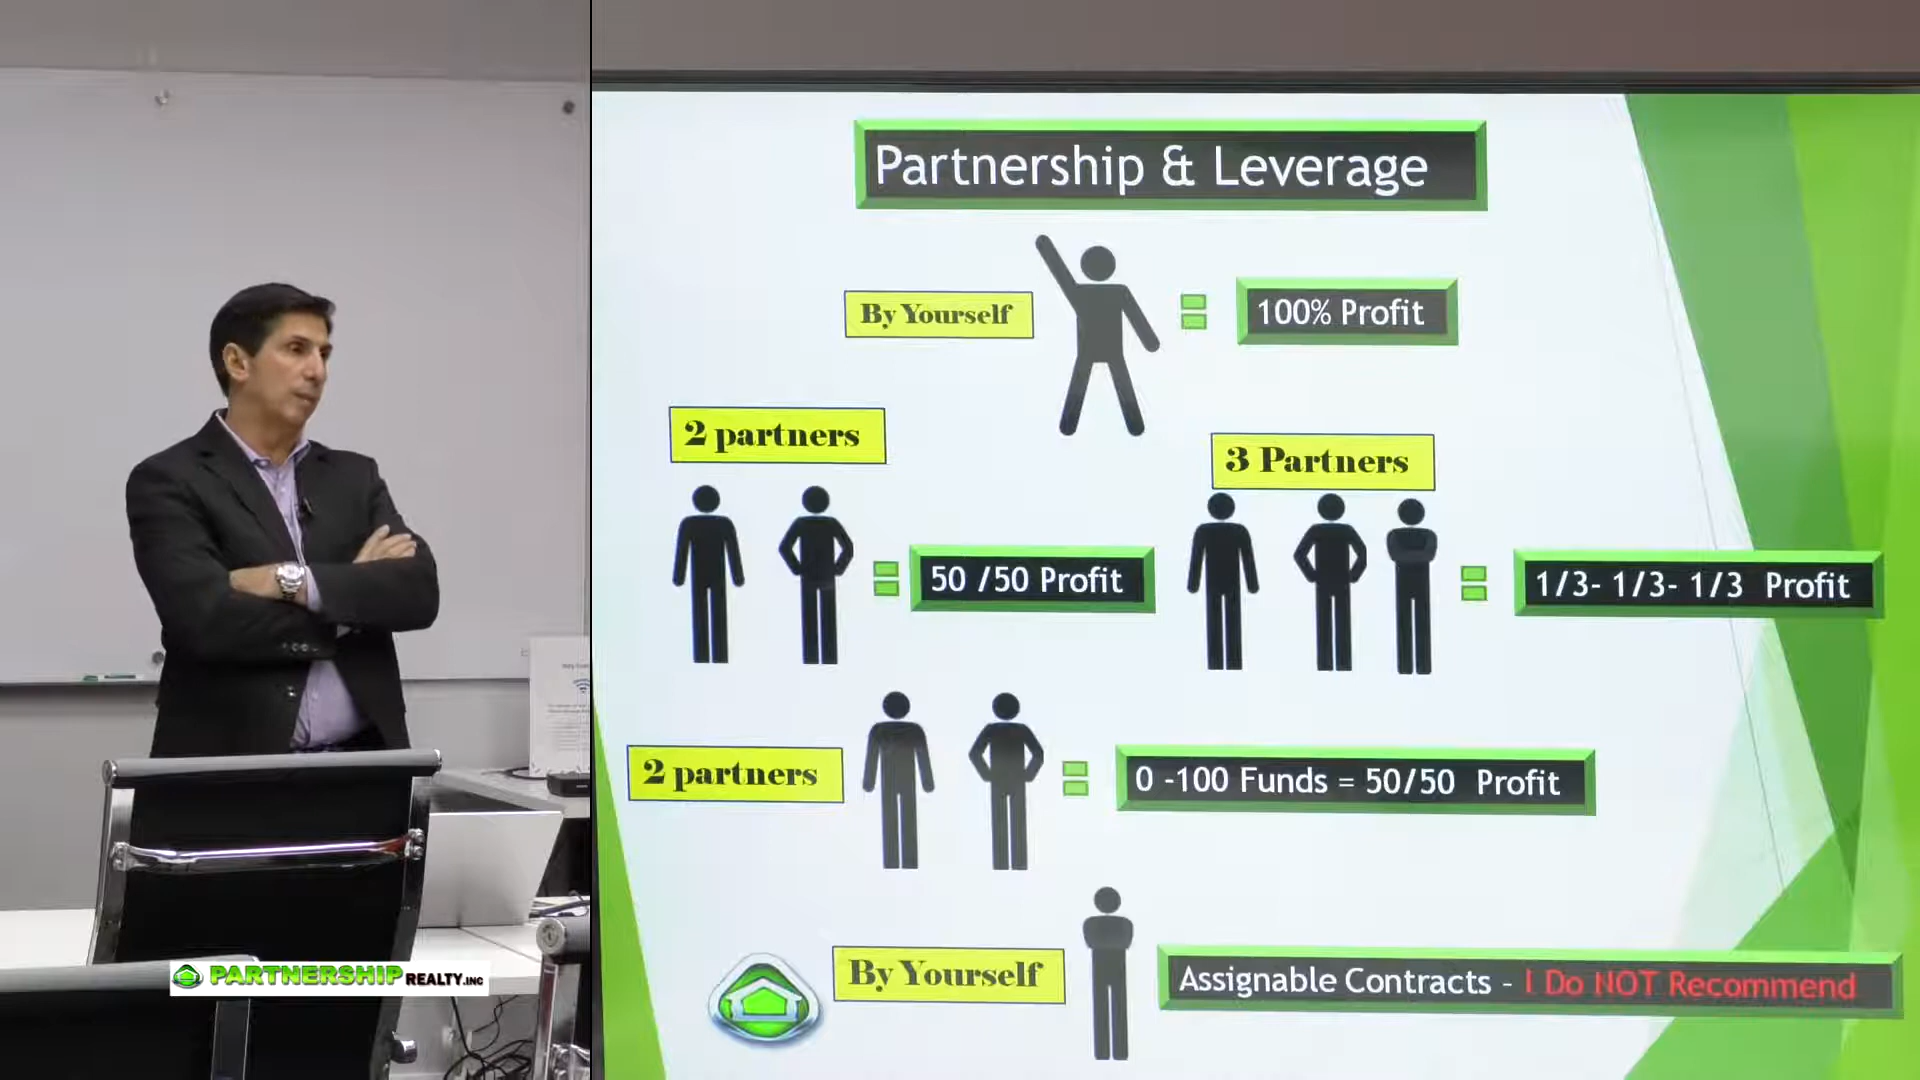 Partnership & Leverage
By Yourself
100% Profit
2 partners
3 Partners
50 /50 Profit
1/3- 1/3- 1/3 Profit
2 partners
0 -100 Funds = 50/50 Profit
By Yourself
Assignable Contracts - I Do NOT Recommend
PARTNERSHIP REALTY.INC